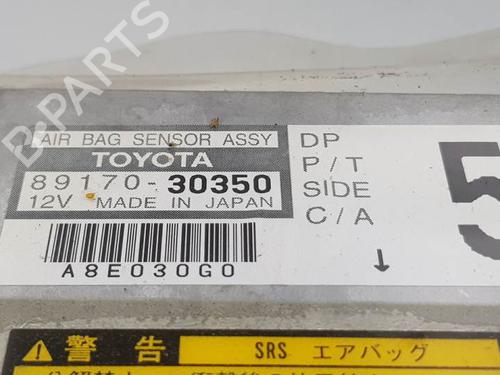 B-PARTS
AIR BAG SENSOR ASSY
TOYOTA
89170-30350
12V MADE IN JAPAN
A8E030G0
DP
P/T
SIDE
C/A
↓
5
警告
SRS エアバッグ